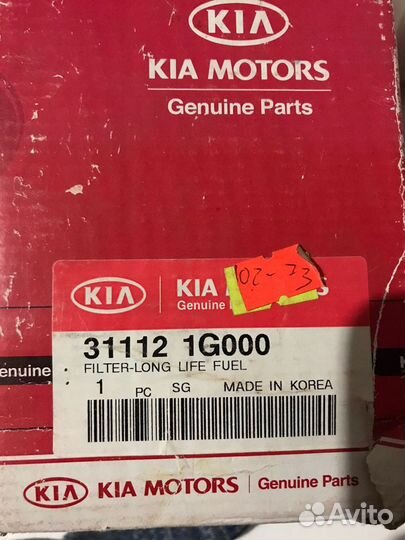 KIA
KIA MOTORS
Genuine Parts
KIA
KIA M
Genuine
02-23
31112 1G000
FILTER-LONG LIFE FUEL
1 PC SG MADE IN KOREA
enuine
K
KIA KIA MOTORS Genuine Parts
Avito